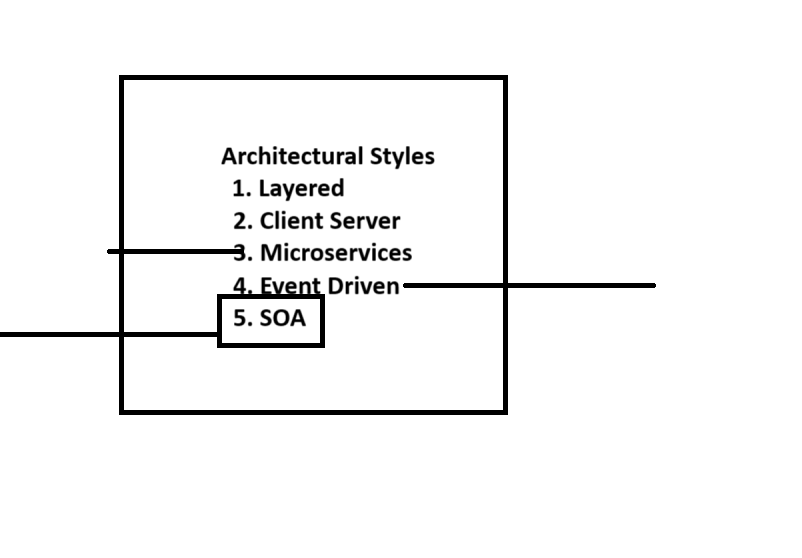 Architectural Styles
1. Layered
2. Client Server
3. Microservices
4. Event Driven
5. SOA